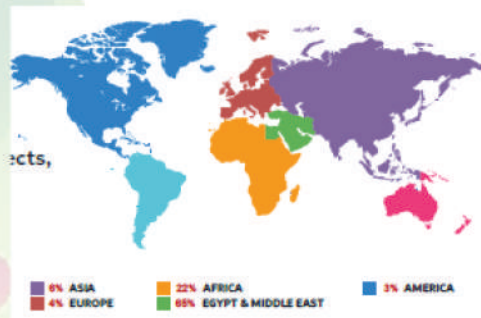 ects,
6% ASIA 22% AFRICA 3% AMERICA
4% EUROPE 65% EGYPT & MIDDLE EAST